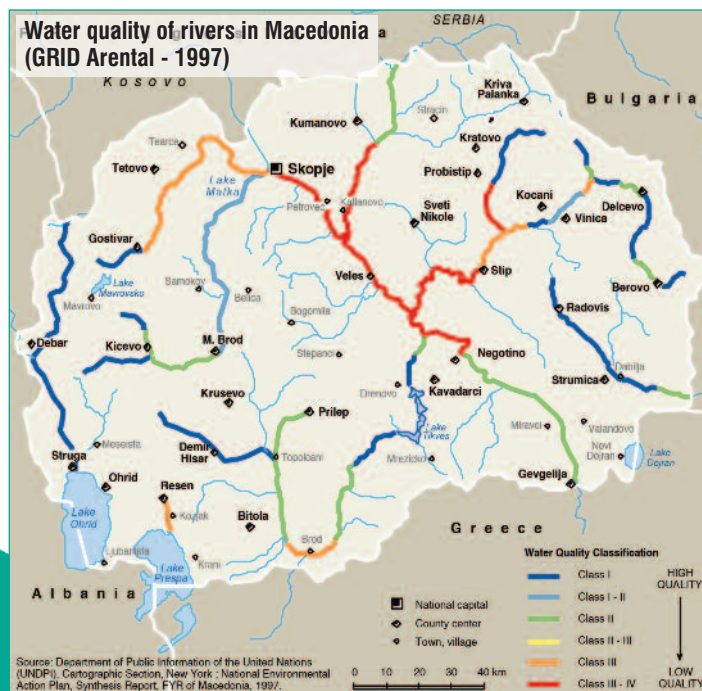 Water quality of rivers in Macedonia
(GRID Arental - 1997)
SERBIA
Kosovo
Bulgaria
Kriva
Palanka
Kumanovo
Stracin
Kratovo
Tearce
Tetovo
Skopje
Lake
Matka
Probistip
Petrovec
Katlanovo
Sveti
Nikole
Kocani
Delcevo
Vinica
Gostivar
Lake
Mavrovsko
Mavrovo
Samokov
Belica
Veles
Stip
Berovo
Bogomila
Radovis
Debar
Kicevo
M. Brod
Stepanci
Negotino
Kavadarci
Drenovo
Strumica
Dabilja
Krusevo
Prilep
Lake
Tikves
Miravci
Valandovo
Novi
Dojran
Lake
Dojran
Meseista
Struga
Demir
Hisar
Topolcani
Mrezicko
Gevgelija
Ohrid
Resen
Kozjak
Bitola
Lake
Ohrid
Brod
Greece
Ljubanista
Lake
Prespa
Krani
Albania
National capital
County center
Town, village
0 10 20 30 40 km
Water Quality Classification
Class I
Class I - II
Class II
Class II - III
Class III
Class III - IV
HIGH
QUALITY
LOW
QUALITY
Source: Department of Public Information of the United Nations
(UNDPI), Cartographic Section, New York ; National Environmental
Action Plan, Synthesis Report, FYR of Macedonia, 1997.